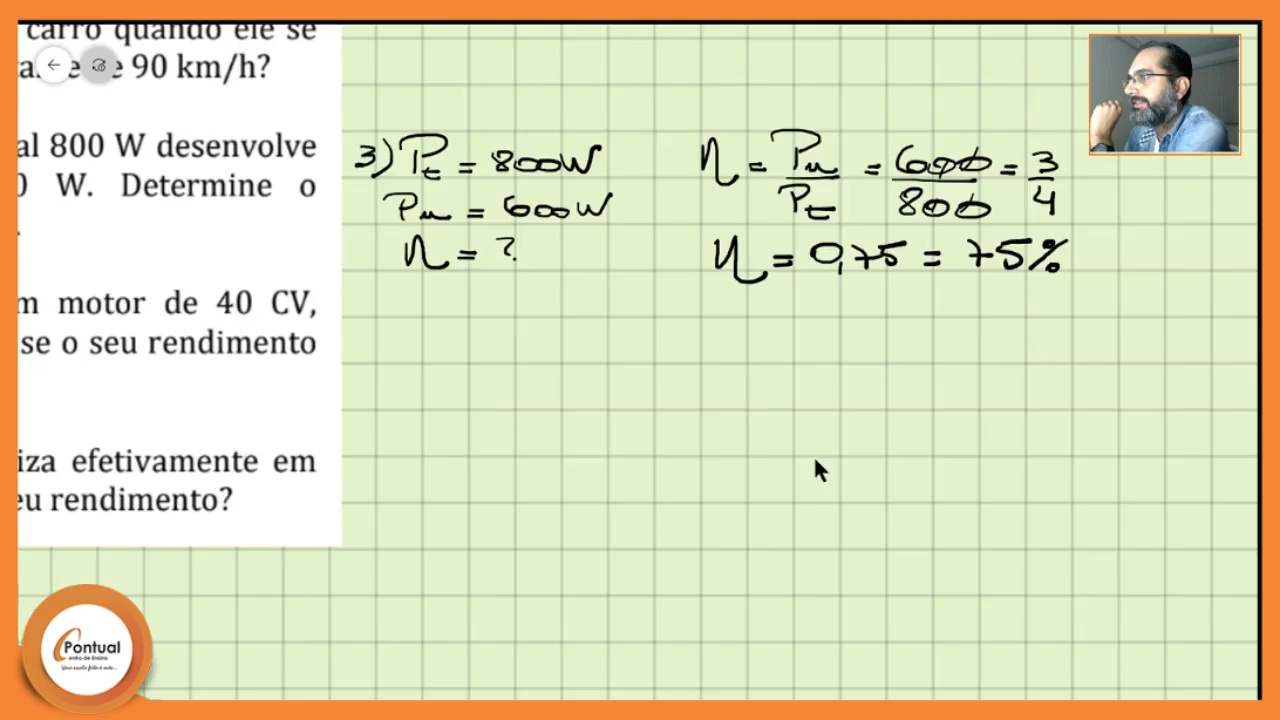 carro quando ele se
e 90 km/h?
al 800 W desenvolve
0 W. Determine o
m motor de 40 CV,
se o seu rendimento
iza efetivamente em
eu rendimento?
3) Pt = 800W
Pu = 600W
η = ?
η = Pu/Pt = 600/800 = 3/4
η = 0,75 = 75%
Pontual